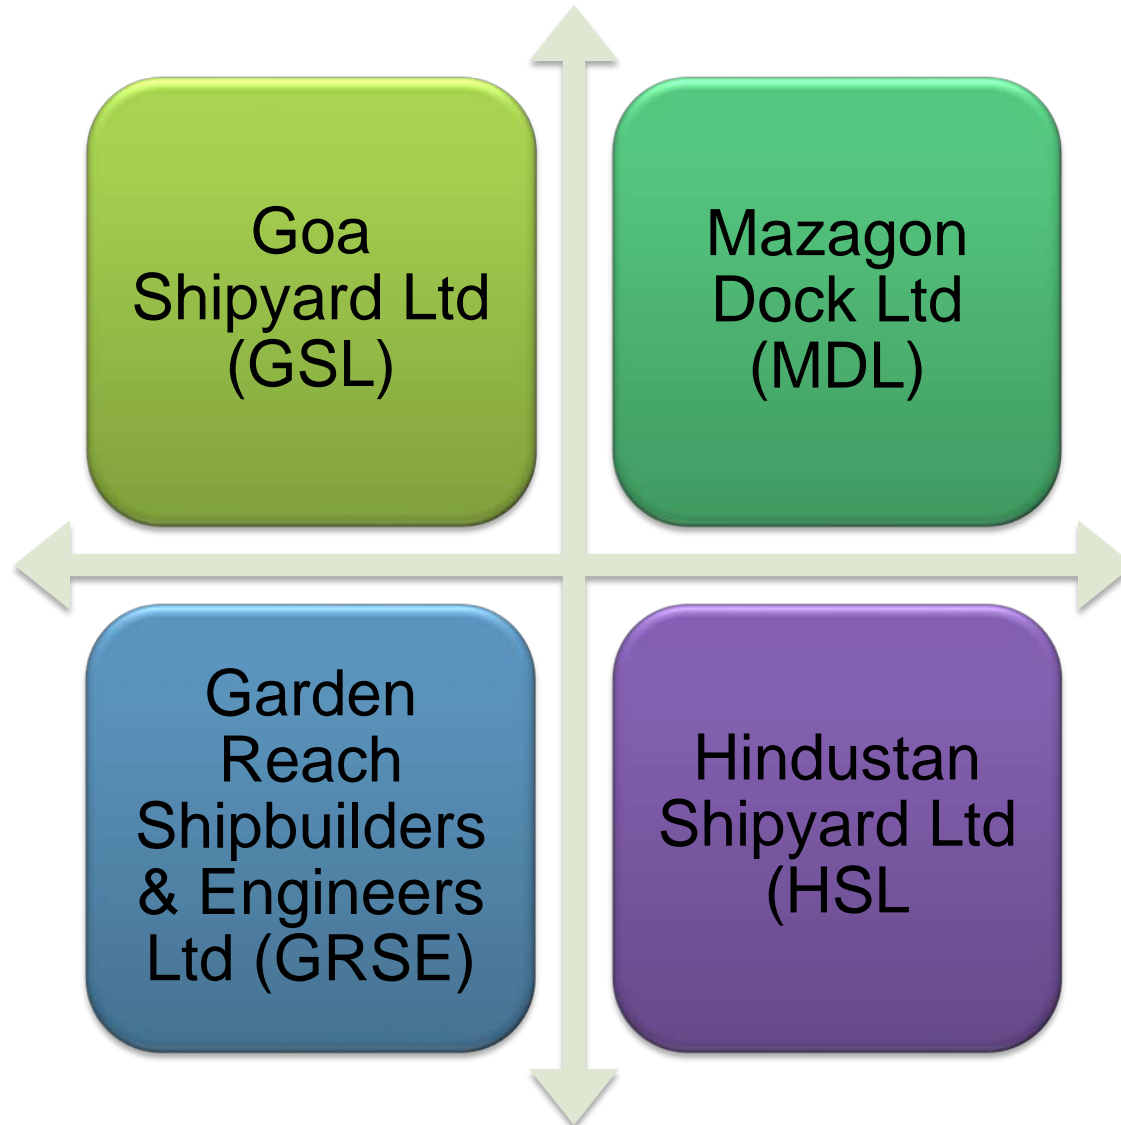 Goa
Shipyard Ltd
(GSL)
Mazagon
Dock Ltd
(MDL)
Garden
Reach
Shipbuilders
& Engineers
Ltd (GRSE)
Hindustan
Shipyard Ltd
(HSL